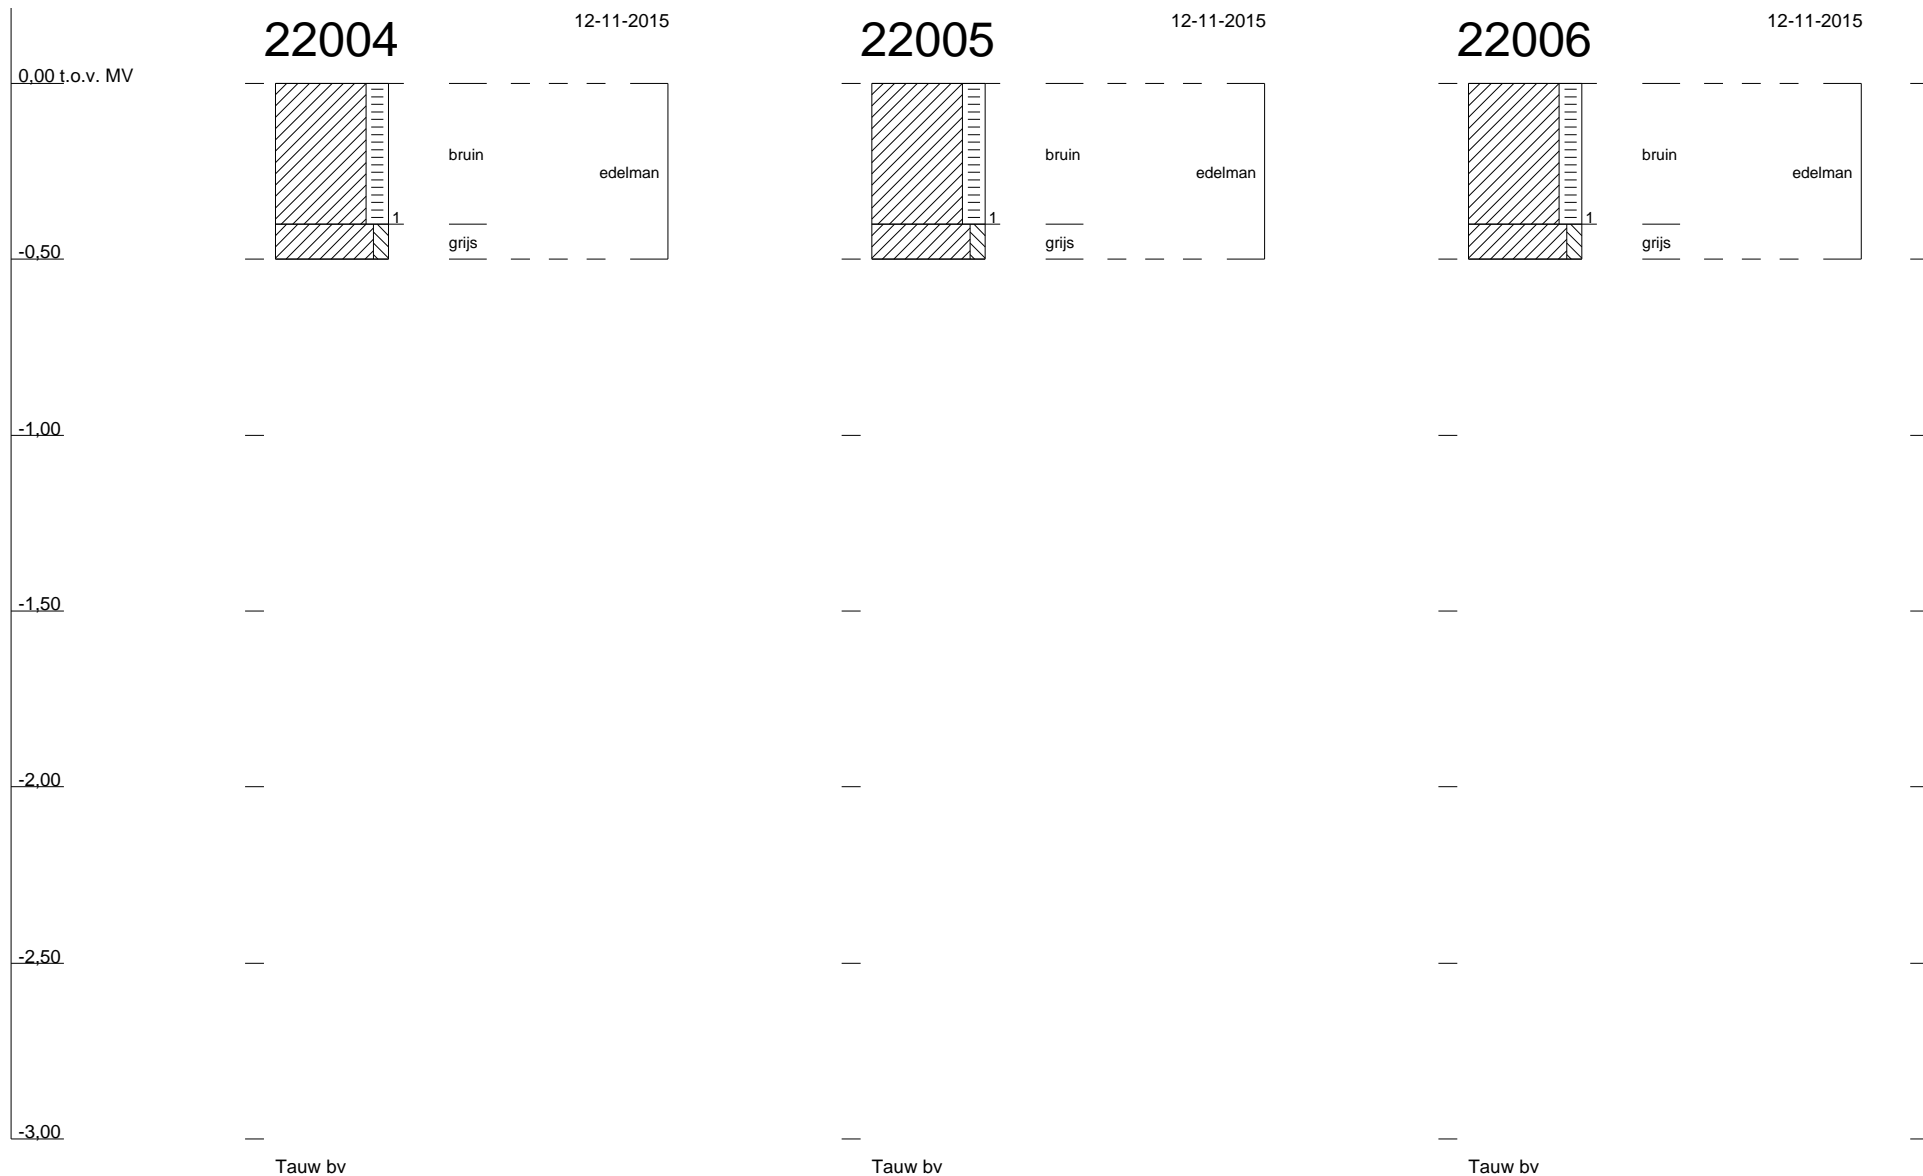 22004
12-11-2015
22005
12-11-2015
22006
12-11-2015
0,00 t.o.v. MV
bruin
edelman
bruin
edelman
bruin
edelman
1
1
1
grijs
grijs
grijs
-0,50
-1,00
-1,50
-2,00
-2,50
-3,00
Tauw bv
Tauw bv
Tauw bv